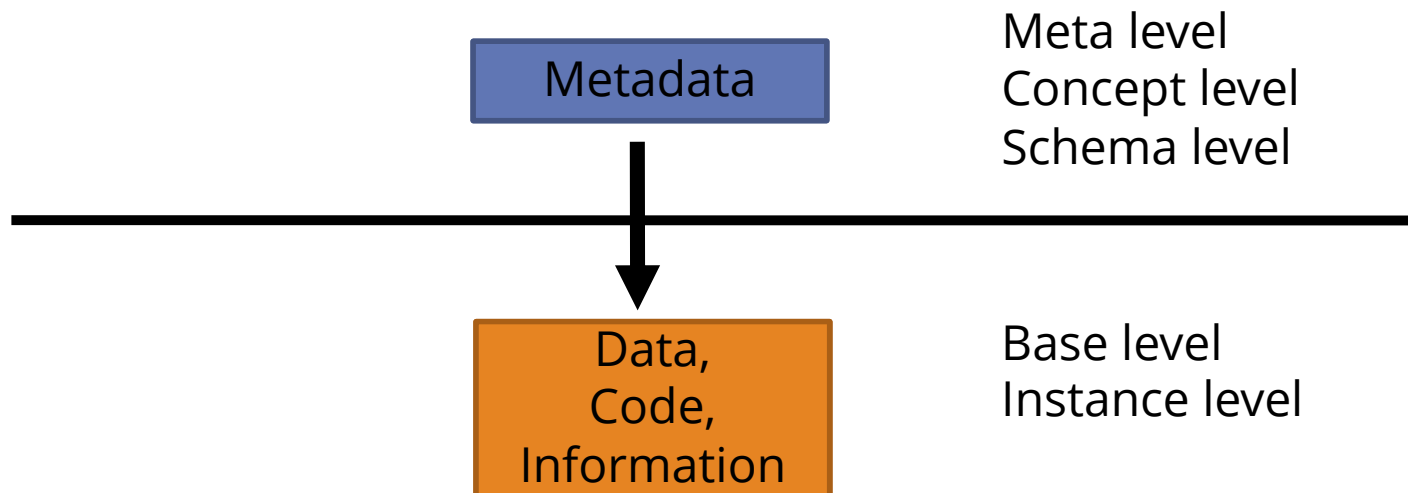 Metadata
Meta level
Concept level
Schema level
Data,
Code,
Information
Base level
Instance level